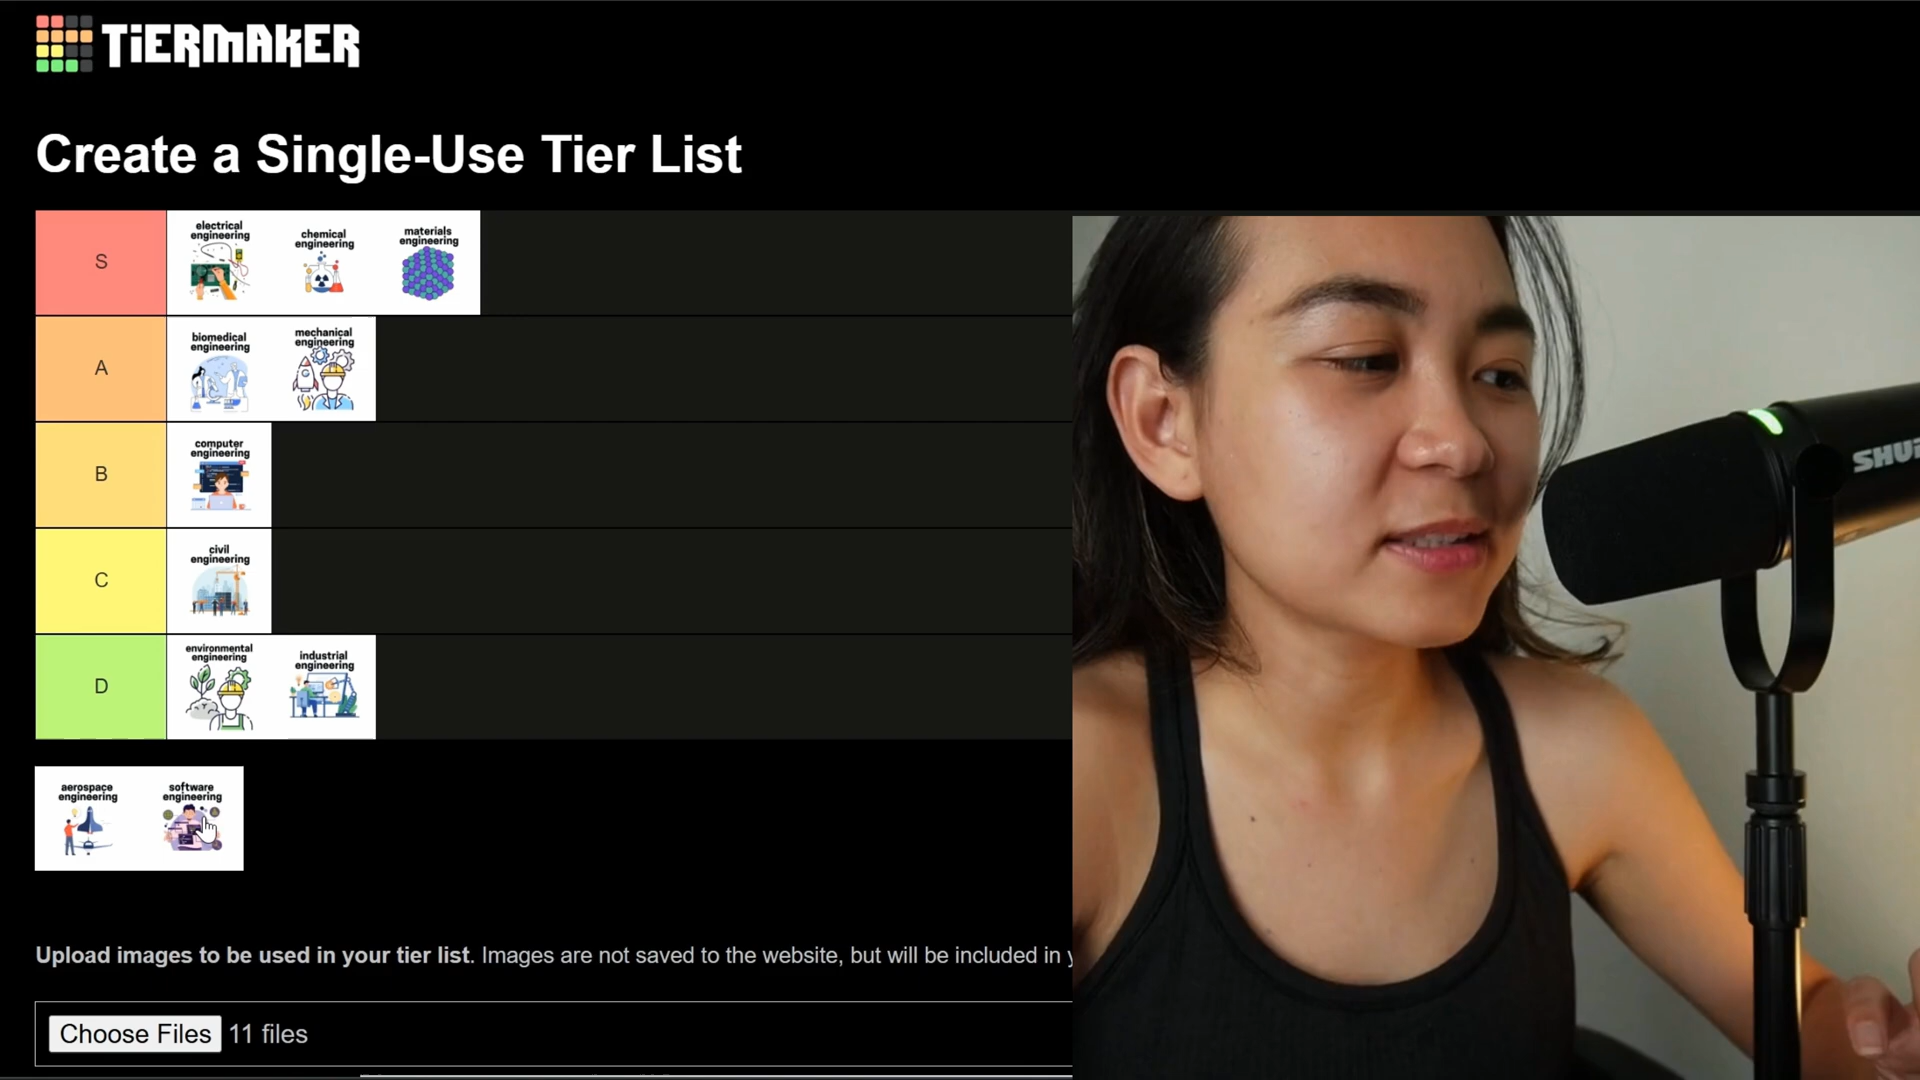 TiERMAKER
Create a Single-Use Tier List
S
electrical
engineering
chemical
engineering
materials
engineering
A
biomedical
engineering
mechanical
engineering
B
computer
engineering
C
civil
engineering
D
environmental
engineering
industrial
engineering
aerospace
engineering
software
engineering
Upload images to be used in your tier list. Images are not saved to the website, but will be included in
Choose Files 11 files